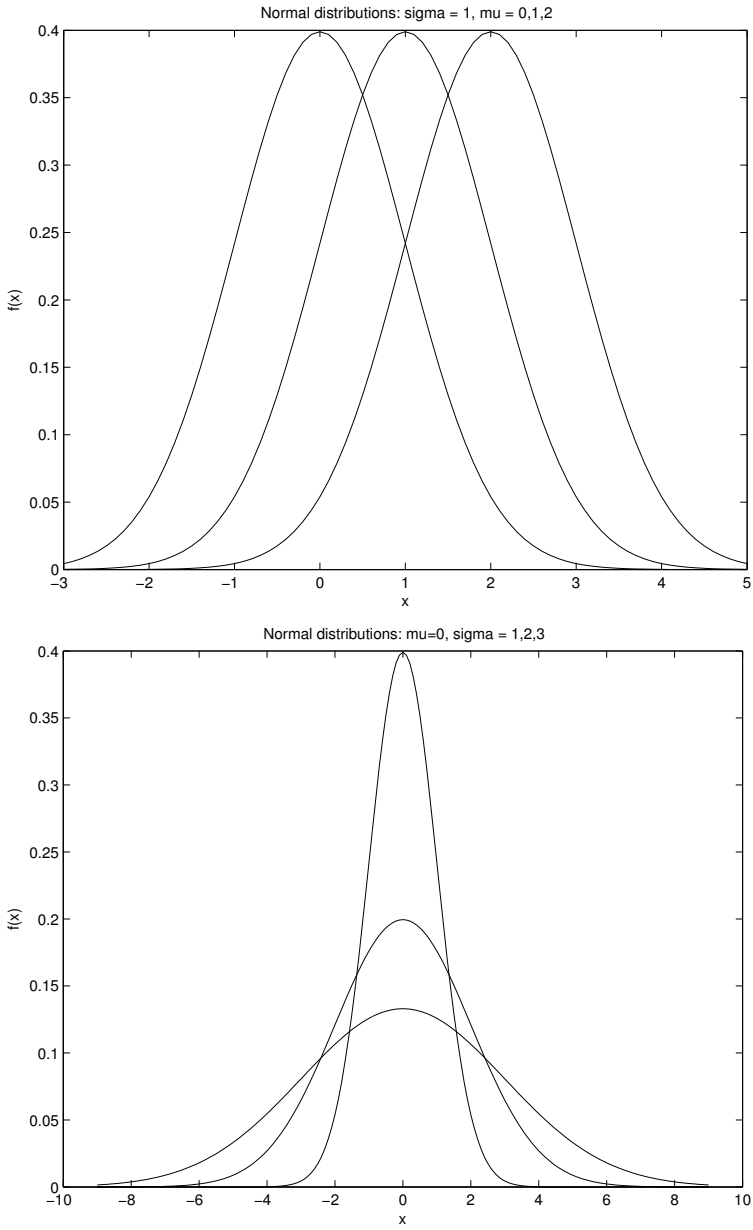 Normal distributions: sigma = 1, mu = 0,1,2
0.4
0.35
0.3
0.25
0.2
0.15
0.1
0.05
0
f(x)
−3 −2 −1 0 1 2 3 4 5
x
Normal distributions: mu=0, sigma = 1,2,3
0.4
0.35
0.3
0.25
0.2
0.15
0.1
0.05
0
f(x)
−10 −8 −6 −4 −2 0 2 4 6 8 10
x